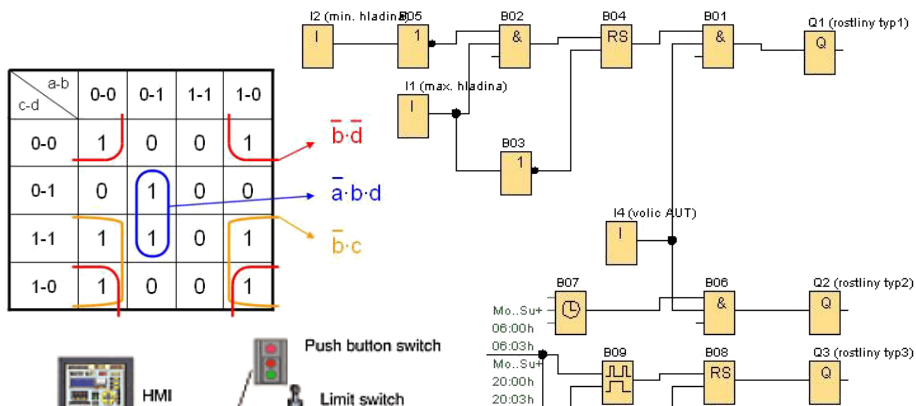 a-b
c-d
0-0 0-1 1-1 1-0
0-0 1 0 0 1
0-1 0 1 0 0
1-1 1 1 0 1
1-0 1 0 0 1
b̅·d̅
a̅·b·d
b̅·c
I2 (min. hladina)
B05
B02
B04
B01
Q1 (rostliny typ1)
I
1
&
RS
&
Q
I1 (max. hladina)
I
B03
1
I4 (volic AUT)
I
B07
B06
Q2 (rostliny typ2)
&
Q
Mo..Su+
06:00h
06:03h
Mo..Su+
20:00h
20:03h
B09
B08
Q3 (rostliny typ3)
RS
Q
Push button switch
HMI
Limit switch